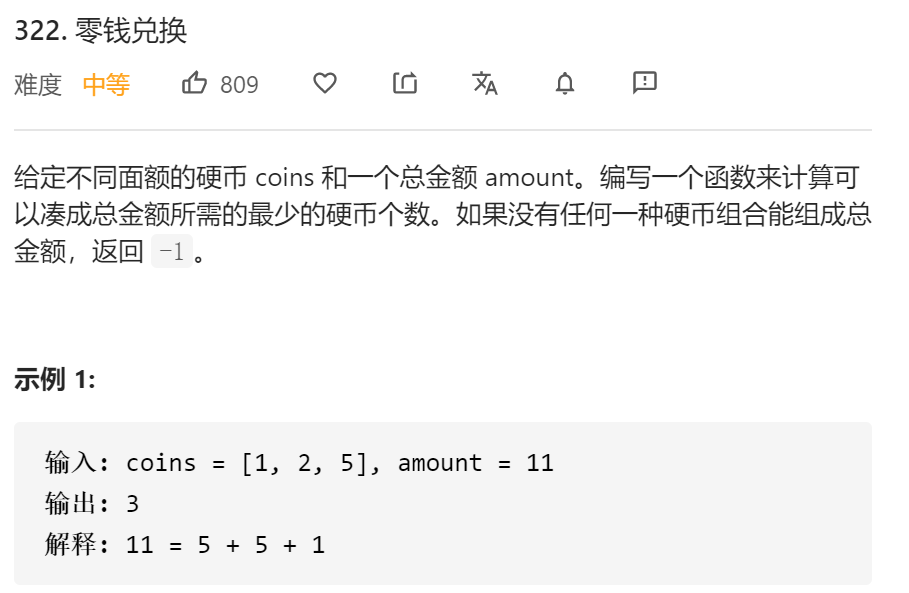 322. 零钱兑换
难度 中等 809
给定不同面额的硬币 coins 和一个总金额 amount。编写一个函数来计算可
以凑成总金额所需的最少的硬币个数。如果没有任何一种硬币组合能组成总
金额，返回 -1 。
示例 1:
输入: coins = [1, 2, 5], amount = 11
输出: 3
解释: 11 = 5 + 5 + 1